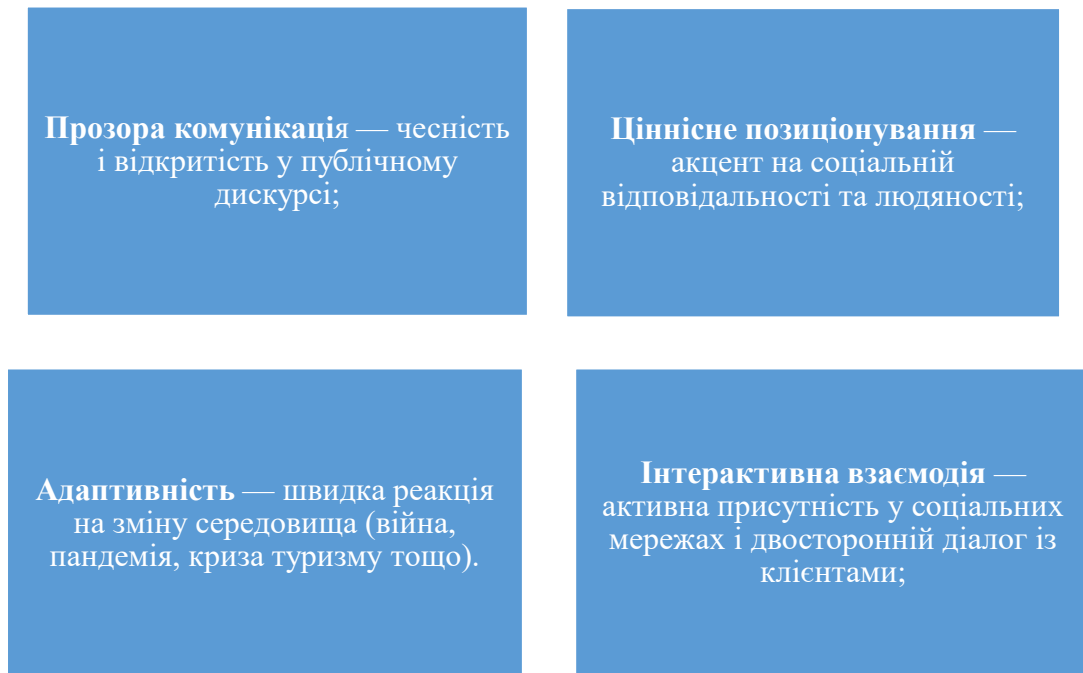 Прозора комунікація — чесність
і відкритість у публічному
дискурсі;
Ціннісне позиціонування —
акцент на соціальній
відповідальності та людяності;
Адаптивність — швидка реакція
на зміну середовища (війна,
пандемія, криза туризму тощо).
Інтерактивна взаємодія —
активна присутність у соціальних
мережах і двосторонній діалог із
клієнтами;